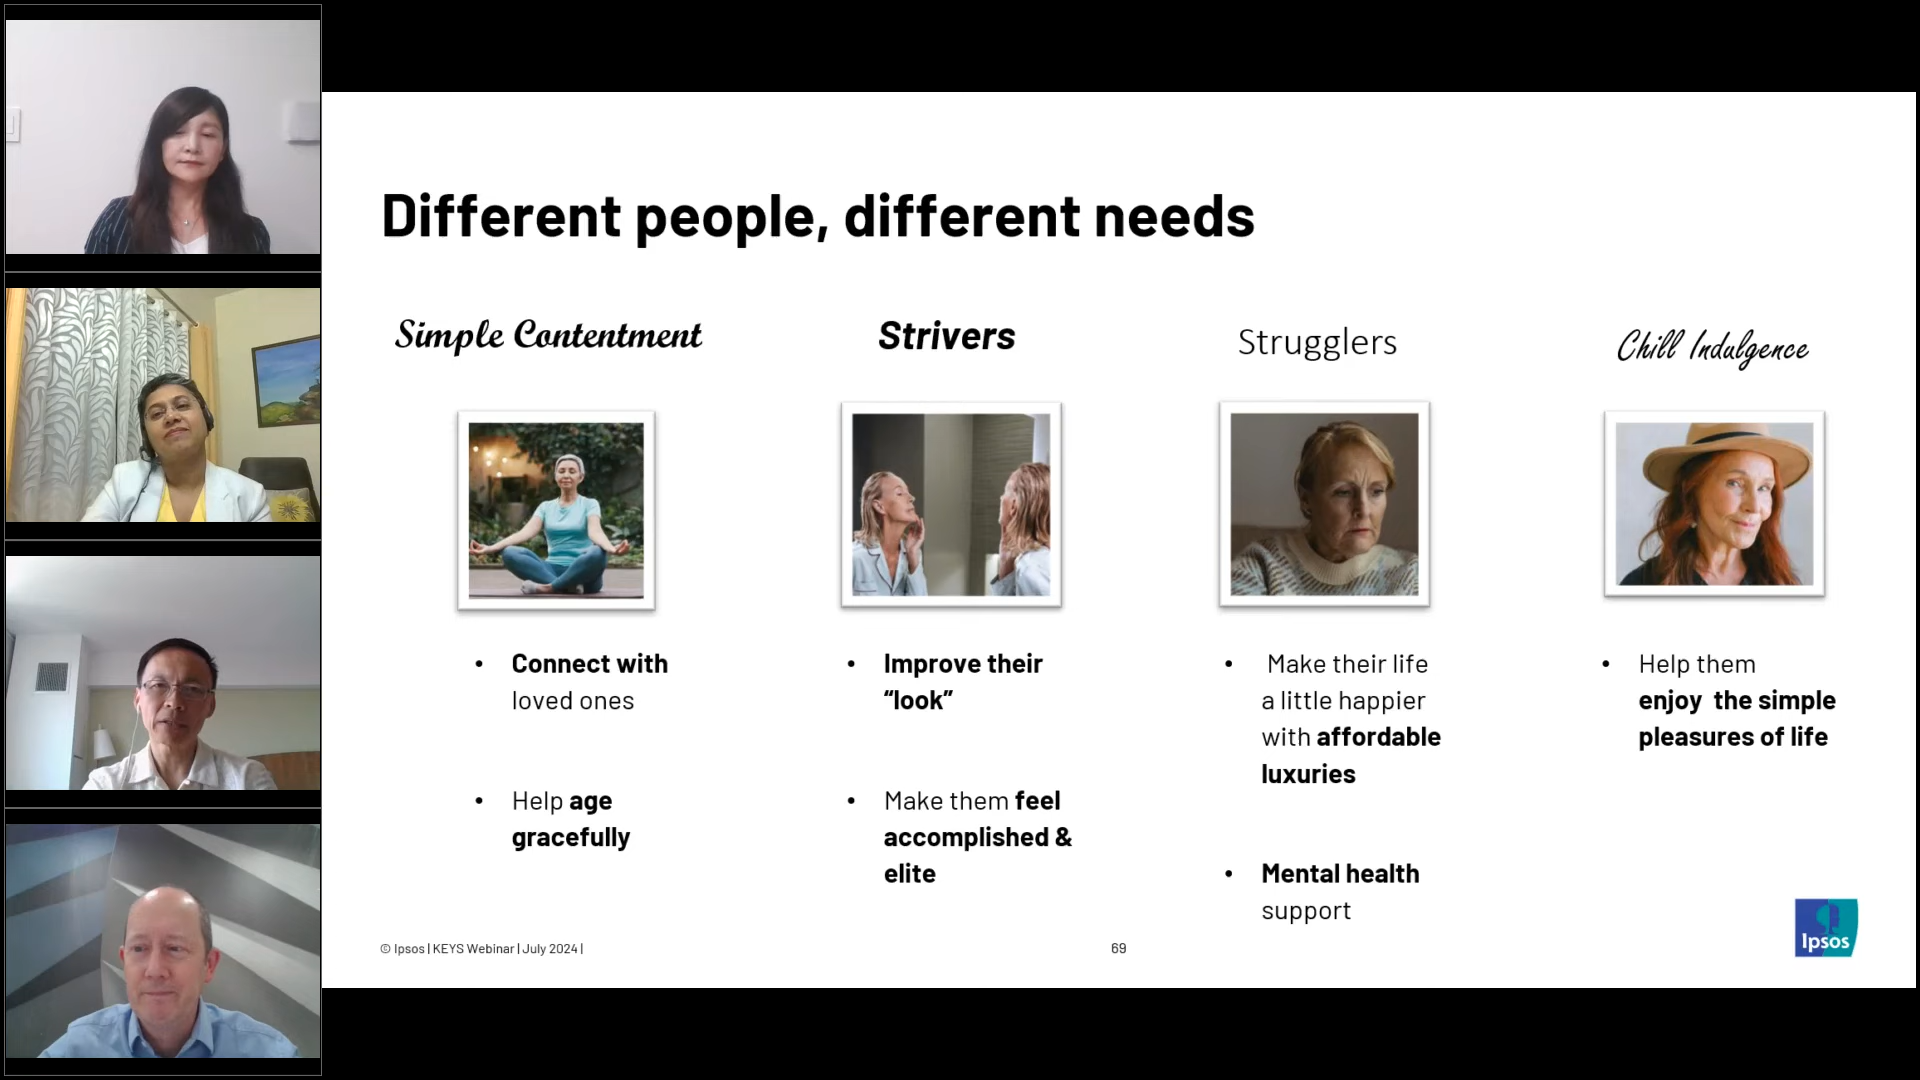 Different people, different needs
Simple Contentment
Strivers
Strugglers
Chill Indulgence
• Connect with
loved ones
• Help age
gracefully
• Improve their
“look”
• Make them feel
accomplished &
elite
• Make their life
a little happier
with affordable
luxuries
• Mental health
support
• Help them
enjoy the simple
pleasures of life
© Ipsos | KEYS Webinar | July 2024 |
69
Ipsos